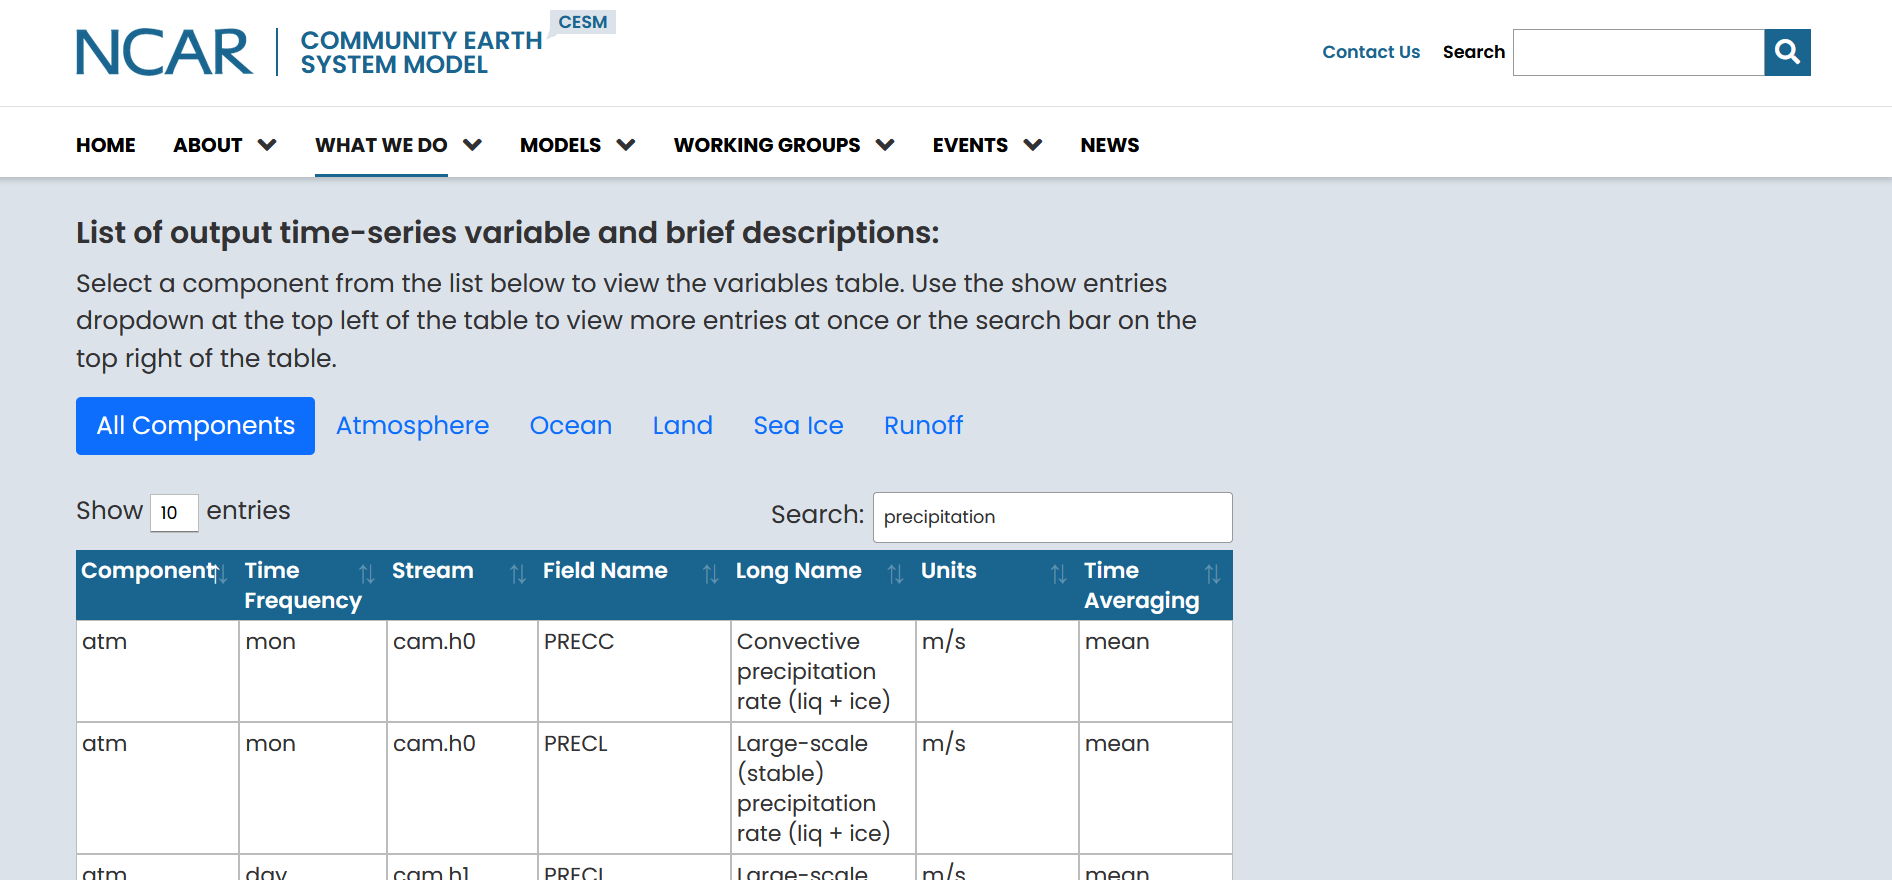 NCAR
COMMUNITY EARTH
SYSTEM MODEL
CESM
Contact Us
Search
HOME
ABOUT
WHAT WE DO
MODELS
WORKING GROUPS
EVENTS
NEWS
List of output time-series variable and brief descriptions:
Select a component from the list below to view the variables table. Use the show entries
dropdown at the top left of the table to view more entries at once or the search bar on the
top right of the table.
All Components
Atmosphere
Ocean
Land
Sea Ice
Runoff
Show 10 entries
Search: precipitation
Component
Time
Frequency
Stream
Field Name
Long Name
Units
Time
Averaging
atm
mon
cam.h0
PRECC
Convective
precipitation
rate (liq + ice)
m/s
mean
atm
mon
cam.h0
PRECL
Large-scale
(stable)
precipitation
rate (liq + ice)
m/s
mean
atm
day
cam.h1
PRECL
Large-scale
m/s
mean